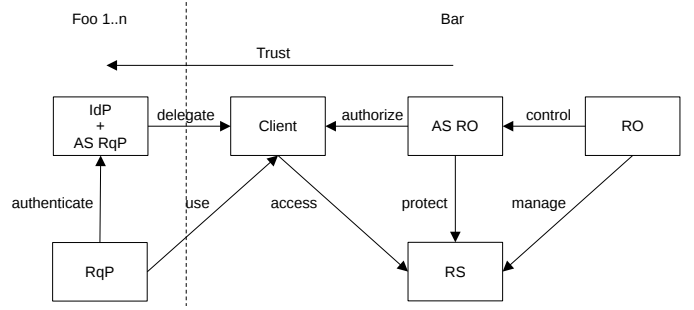 Foo 1..n
Bar
Trust
IdP
+
AS RqP
delegate
Client
authorize
AS RO
control
RO
authenticate
use
access
protect
manage
RqP
RS